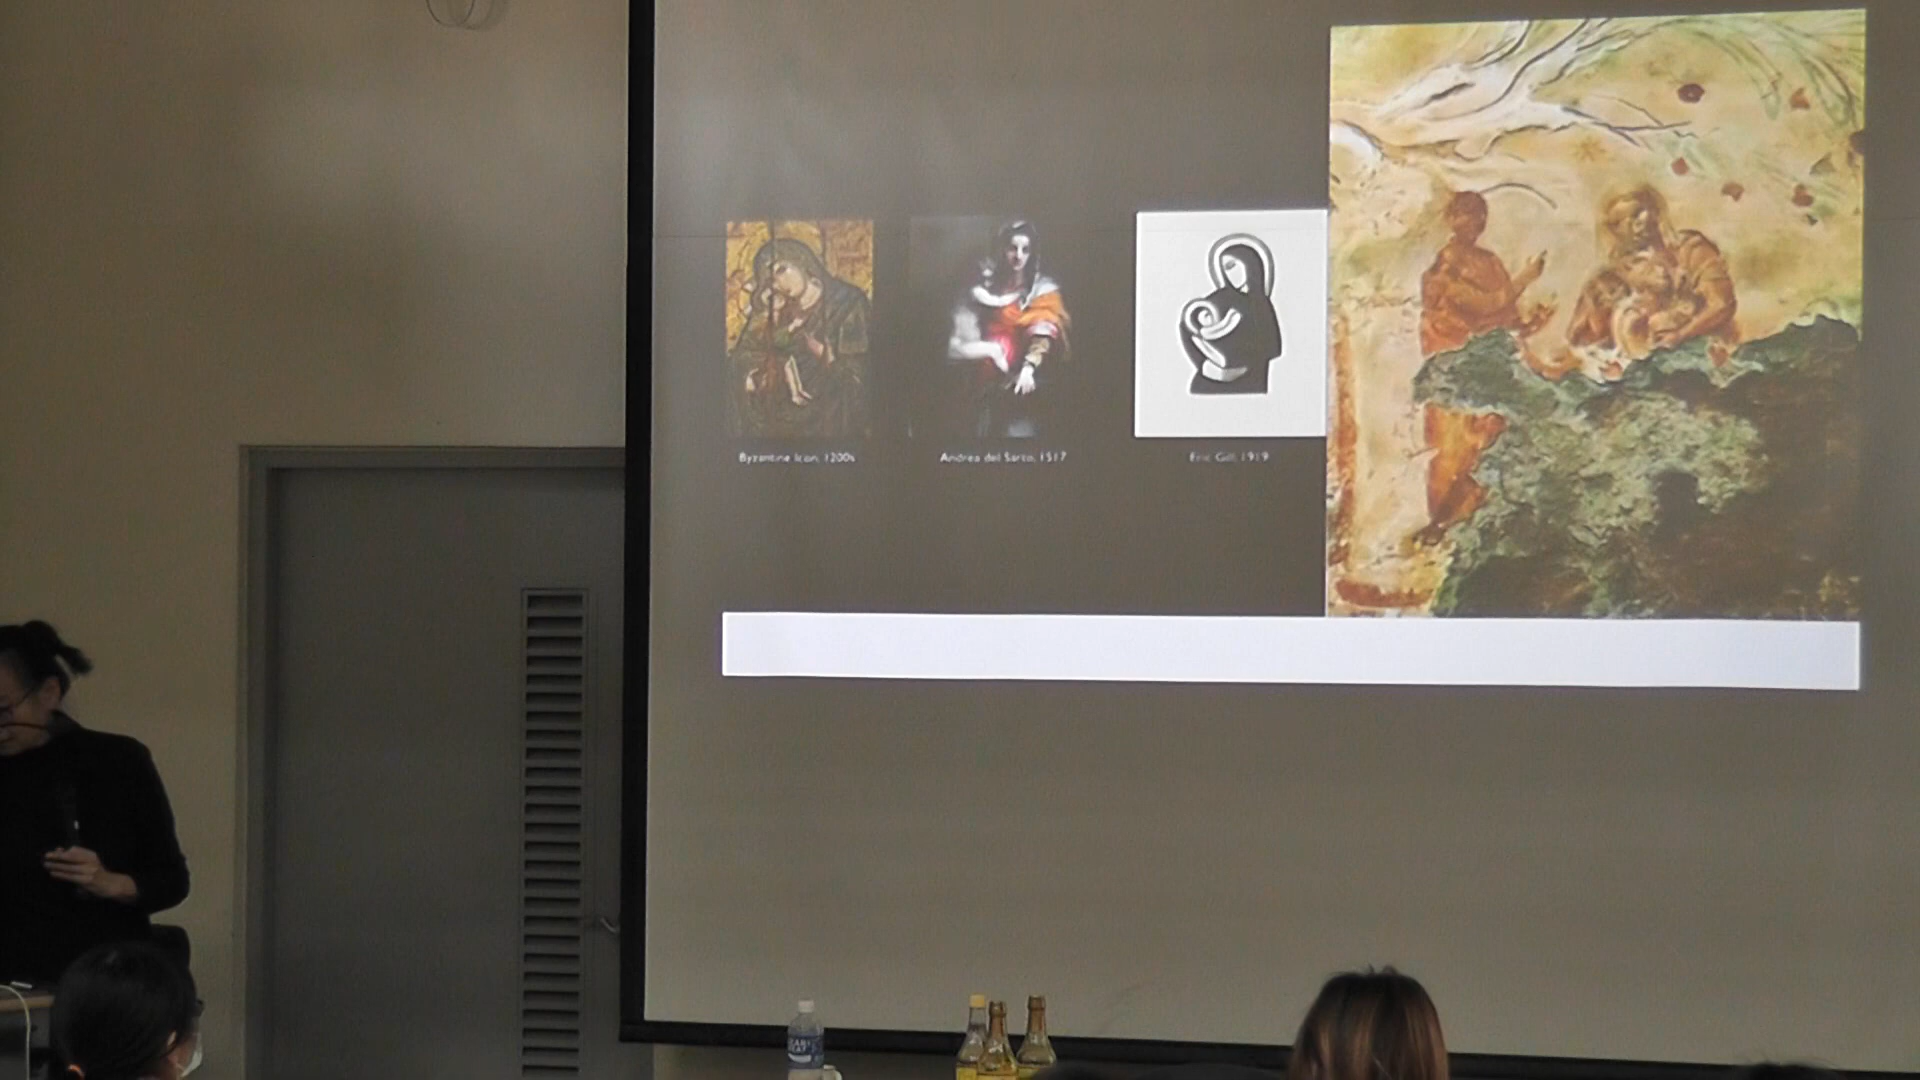 Byzantine Icon, 1200s
Andrea del Sarto, 1517
Eric Gill, 1919